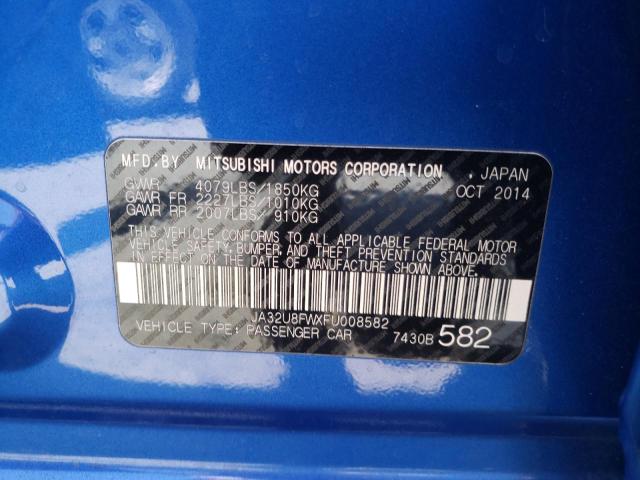 MFD.BY MITSUBISHI MOTORS CORPORATION , JAPAN
GVWR 4079LBS/1850KG OCT 2014
GAWR FR 2227LBS/1010KG
GAWR RR 2007LBS/ 910KG
THIS VEHICLE CONFORMS TO ALL APPLICABLE FEDERAL MOTOR
VEHICLE SAFETY,BUMPER AND THEFT PREVENTION STANDARDS
IN EFFECT ON THE DATE OF MANUFACTURE SHOWN ABOVE.
JA32U8FWXFU008582
VEHICLE TYPE: PASSENGER CAR 7430B 582